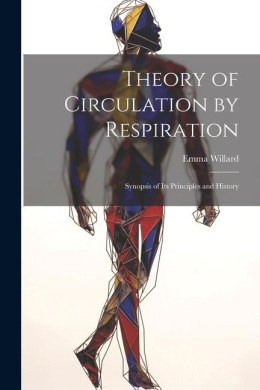 Theory of
Circulation by
Respiration
Emma Willard
Synopsis of Its Principles and History